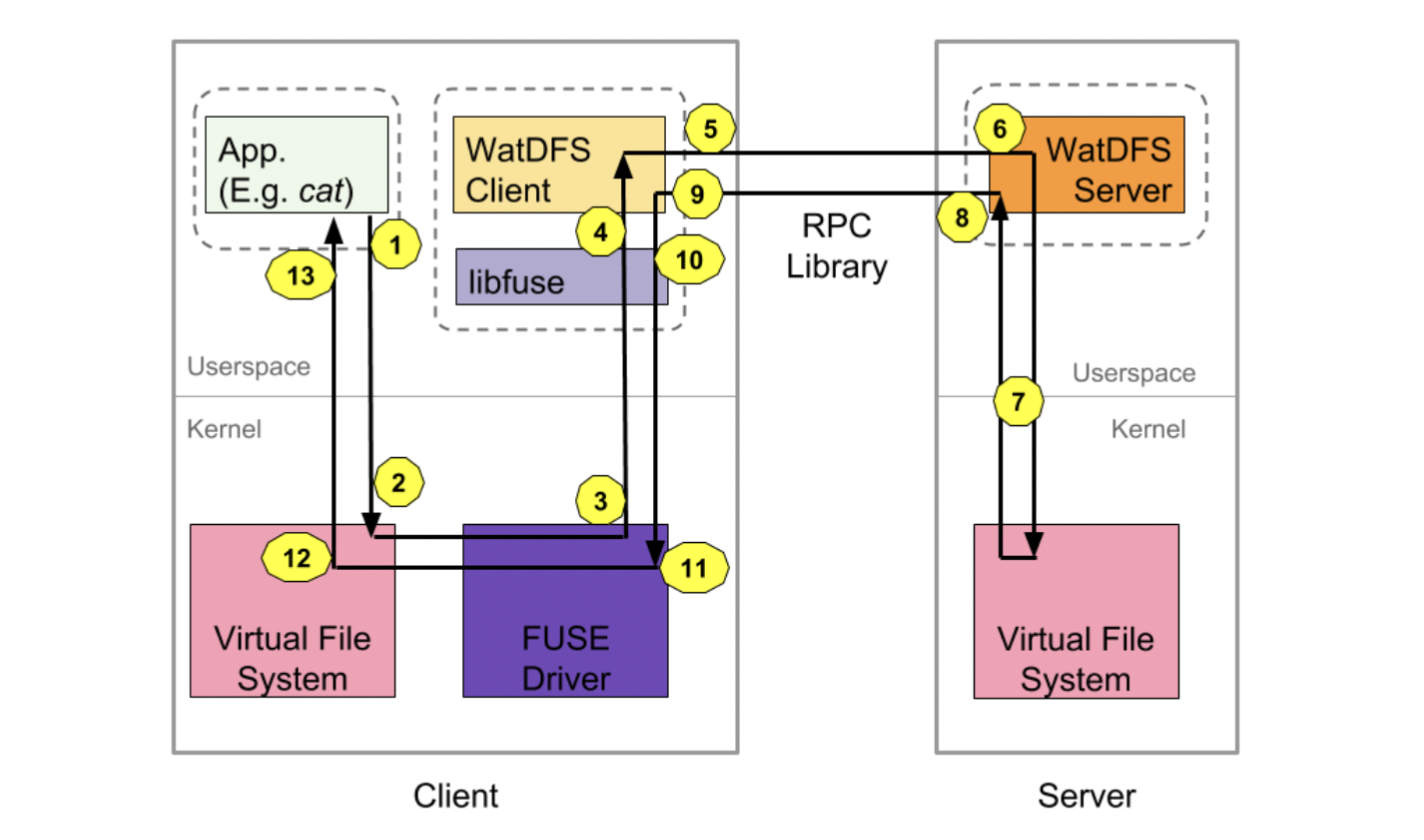 App.
(E.g. cat)
WatDFS
Client
libfuse
5
9
4
10
1
13
RPC
Library
6
WatDFS
Server
8
Userspace
Kernel
Userspace
7
Kernel
2
3
12
11
Virtual File
System
FUSE
Driver
Virtual File
System
Client
Server